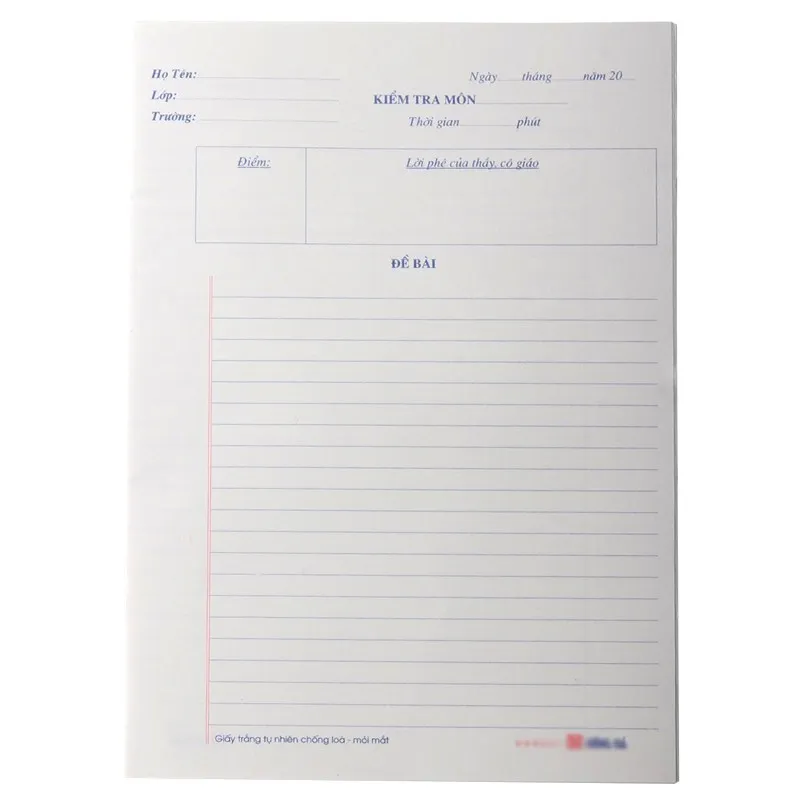 Họ Tên:
Ngày tháng năm 20
Lớp:
KIỂM TRA MÔN
Trường:
Thời gian phút
Điểm:
Lời phê của thầy, cô giáo
ĐỀ BÀI
Giấy trắng tự nhiên chống loà - mỏi mắt